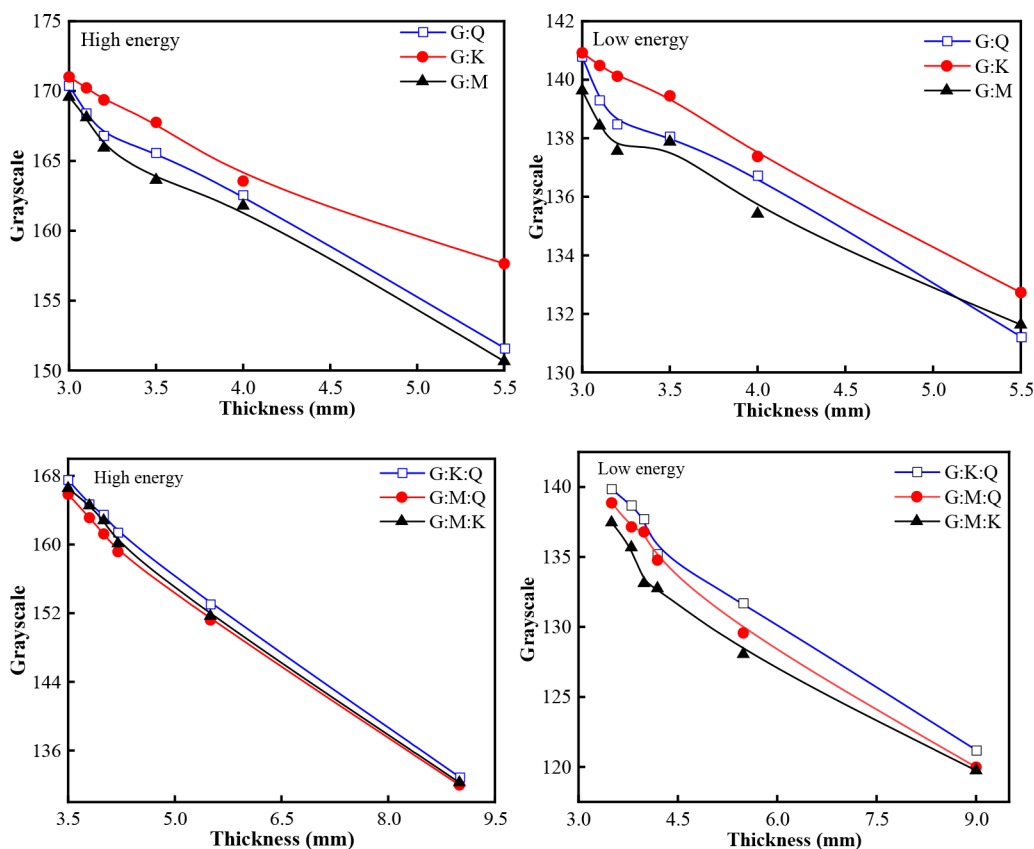 High energy
G:Q
G:K
G:M
175
170
165
160
155
150
3.0 3.5 4.0 4.5 5.0 5.5
Thickness (mm)
Grayscale
Low energy
G:Q
G:K
G:M
142
140
138
136
134
132
130
3.0 3.5 4.0 4.5 5.0 5.5
Thickness (mm)
Grayscale
High energy
G:K:Q
G:M:Q
G:M:K
168
160
152
144
136
3.5 5.0 6.5 8.0 9.5
Thickness (mm)
Grayscale
Low energy
G:K:Q
G:M:Q
G:M:K
140
135
130
125
120
3.0 4.5 6.0 7.5 9.0
Thickness (mm)
Grayscale